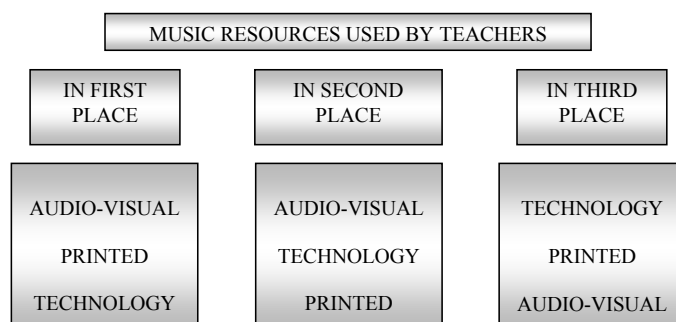 MUSIC RESOURCES USED BY TEACHERS
IN FIRST
PLACE
IN SECOND
PLACE
IN THIRD
PLACE
AUDIO-VISUAL
PRINTED
TECHNOLOGY
AUDIO-VISUAL
TECHNOLOGY
PRINTED
TECHNOLOGY
PRINTED
AUDIO-VISUAL